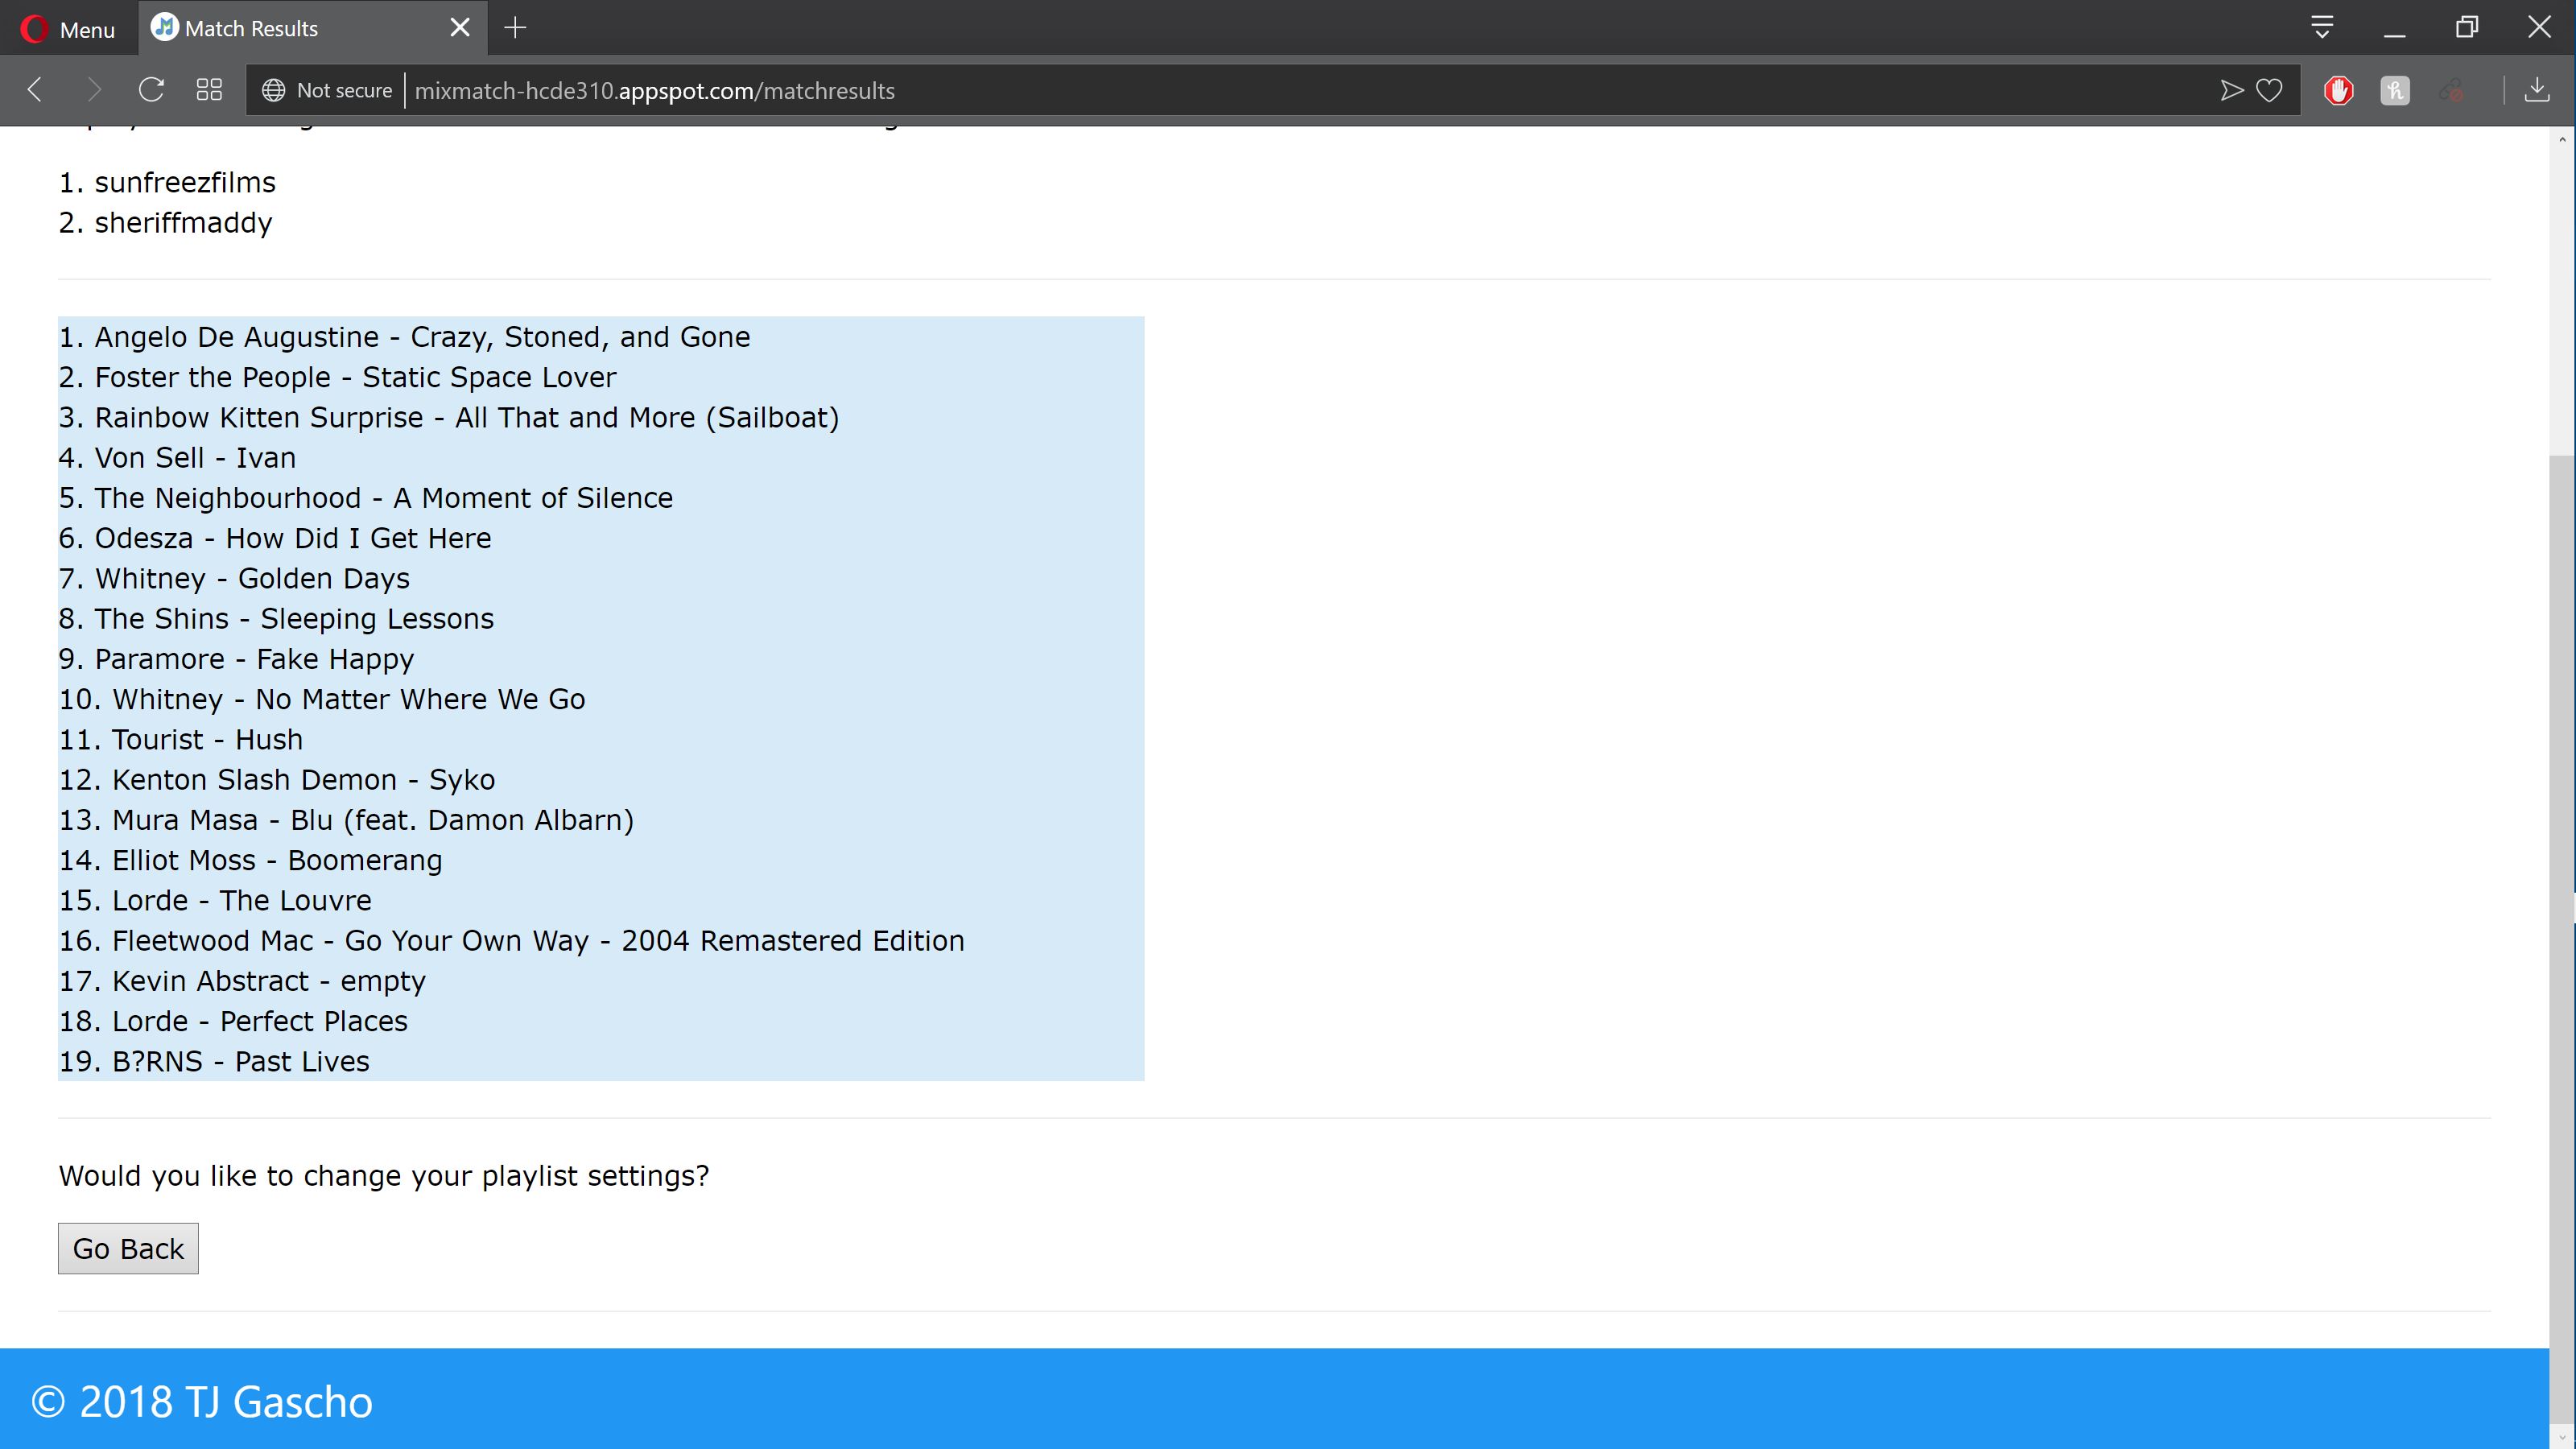 Menu
Match Results
Not secure
mixmatch-hcde310.appspot.com/matchresults
1. sunfreezfilms
2. sheriffmaddy
1. Angelo De Augustine - Crazy, Stoned, and Gone
2. Foster the People - Static Space Lover
3. Rainbow Kitten Surprise - All That and More (Sailboat)
4. Von Sell - Ivan
5. The Neighbourhood - A Moment of Silence
6. Odesza - How Did I Get Here
7. Whitney - Golden Days
8. The Shins - Sleeping Lessons
9. Paramore - Fake Happy
10. Whitney - No Matter Where We Go
11. Tourist - Hush
12. Kenton Slash Demon - Syko
13. Mura Masa - Blu (feat. Damon Albarn)
14. Elliot Moss - Boomerang
15. Lorde - The Louvre
16. Fleetwood Mac - Go Your Own Way - 2004 Remastered Edition
17. Kevin Abstract - empty
18. Lorde - Perfect Places
19. B?RNS - Past Lives
Would you like to change your playlist settings?
Go Back
© 2018 TJ Gascho